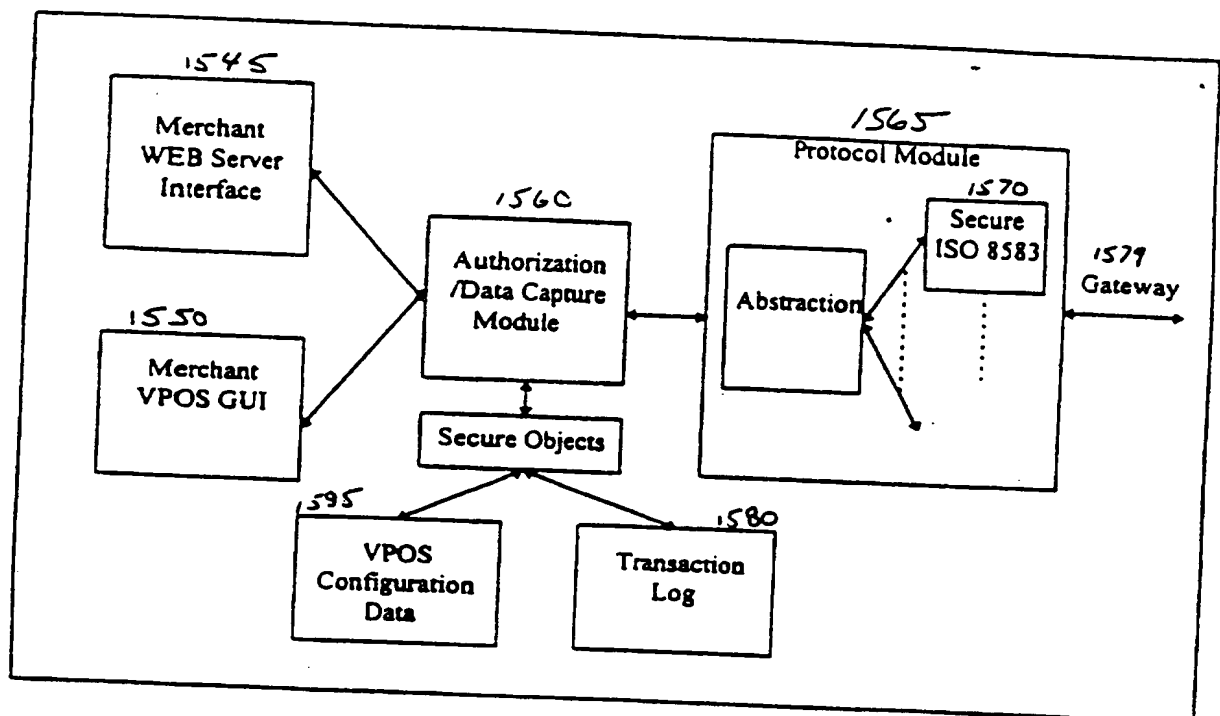 1545
Merchant
WEB Server
Interface
1550
Merchant
VPOS GUI
1560
Authorization
/Data Capture
Module
Secure Objects
1595
VPOS
Configuration
Data
1580
Transaction
Log
1565
Protocol Module
Abstraction
1570
Secure
ISO 8583
1579
Gateway